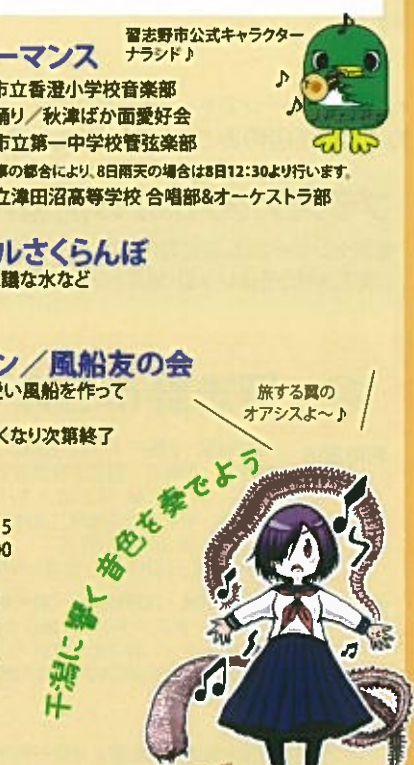 習志野市公式キャラクター
ナラシド♪
ーマンス
市立香澄小学校音楽部
踊り／秋津ばか面愛好会
市立第一中学校管弦楽部
事の都合により、8日雨天の場合は8日12:30より行います。
立津田沼高等学校 合唱部&オーケストラ部
ルさくらんぼ
議な水など
ン／風船友の会
愛い風船を作って
くなり次第終了
5
00
旅する翼の
オアシスよ～♪
干潟に響く音色を奏でよう